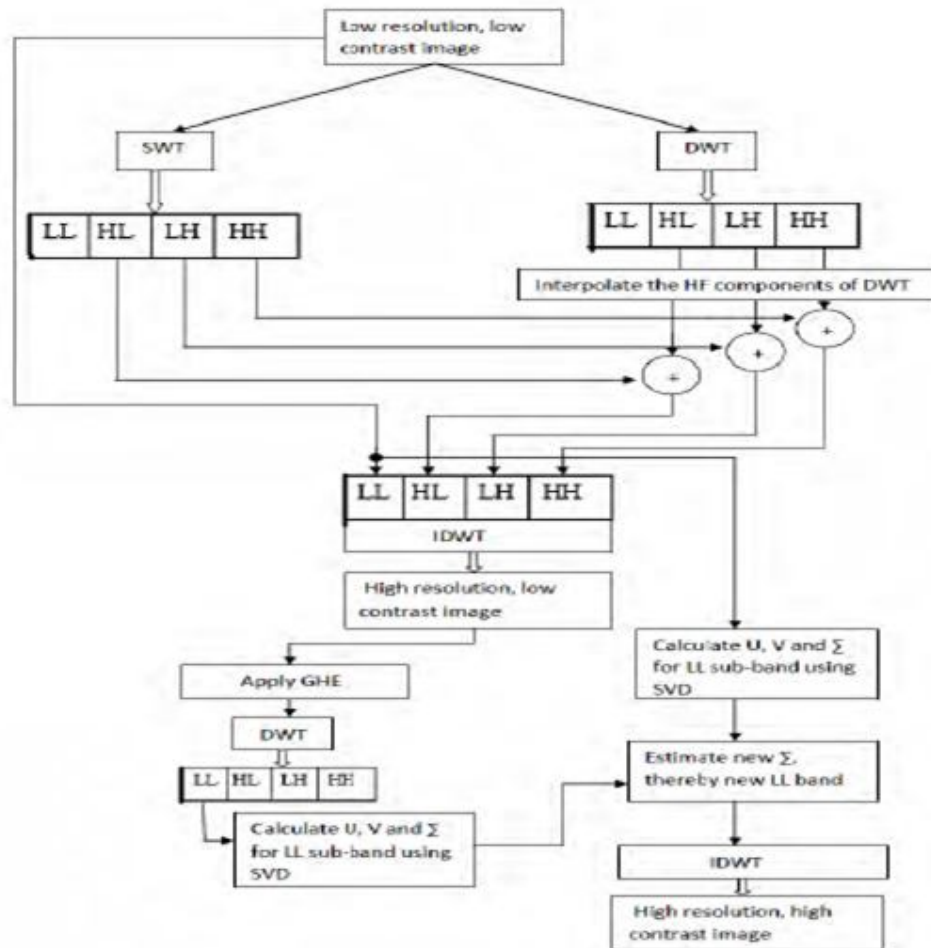 Low resolution, low
contrast image
SWT
DWT
LL HL LH HH
LL HL LH HH
Interpolate the HF components of DWT
+
+
+
LL HL LH HH
IDWT
High resolution, low
contrast image
Calculate U, V and Σ
for LL sub-band using
SVD
Apply GHE
DWT
LL HL LH HH
Estimate new Σ,
thereby new LL band
Calculate U, V and Σ
for LL sub-band using
SVD
IDWT
High resolution, high
contrast image